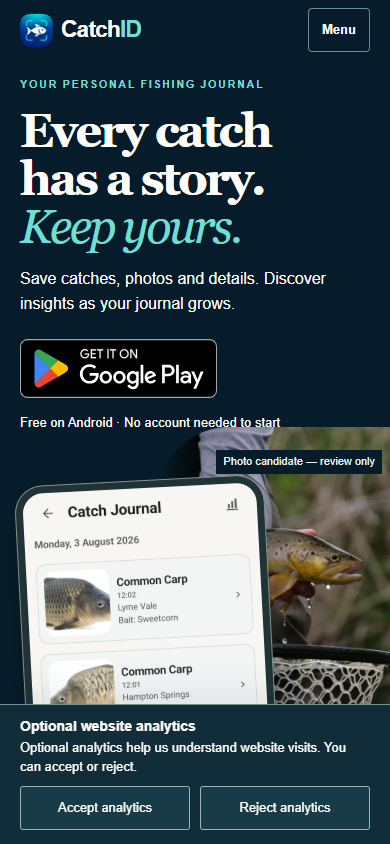 CatchID
Menu
YOUR PERSONAL FISHING JOURNAL
Every catch
has a story.
Keep yours.
Save catches, photos and details. Discover
insights as your journal grows.
GET IT ON
Google Play
Free on Android · No account needed to start
Photo candidate — review only
Catch Journal
Monday, 3 August 2026
Common Carp
12:02
Lyme Vale
Bait: Sweetcorn
Common Carp
12:01
Hampton Springs
Optional website analytics
Optional analytics help us understand website visits. You
can accept or reject.
Accept analytics
Reject analytics